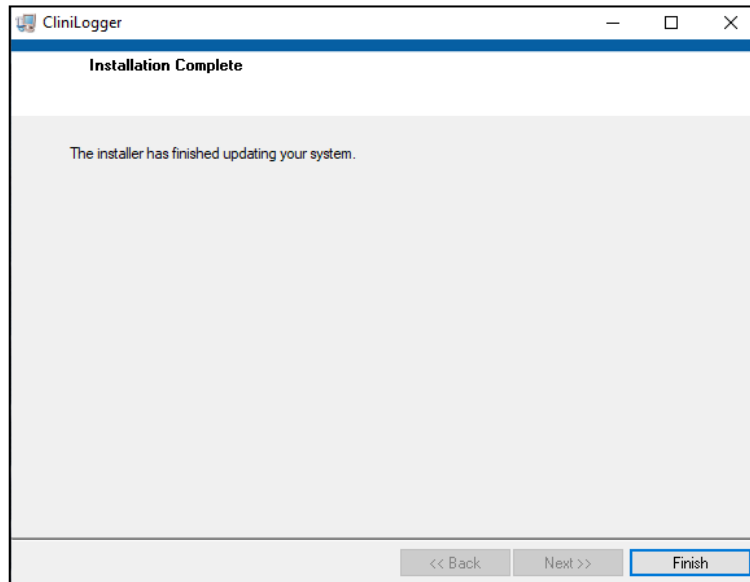 CliniLogger
Installation Complete
The installer has finished updating your system.
<< Back Next >> Finish